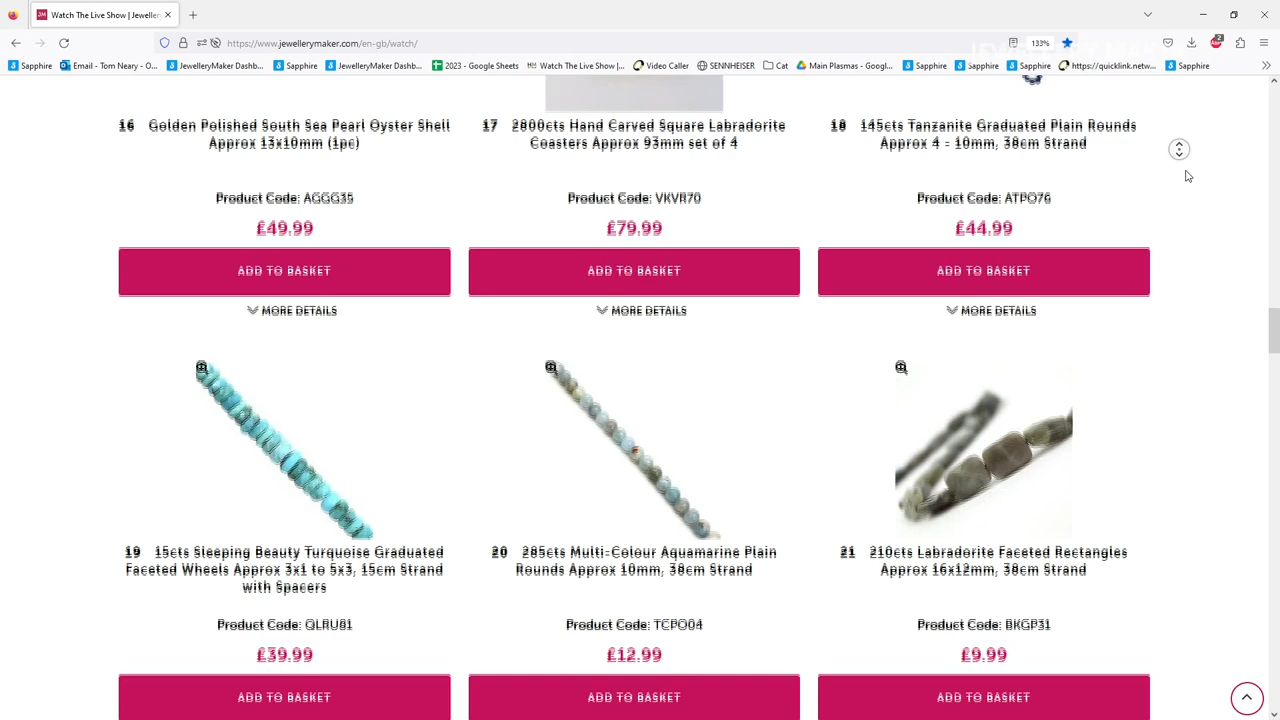 Watch The Live Show | Jeweller
https://www.jewellerymaker.com/en-gb/watch/
133%
2
Sapphire
Email - Tom Neary - O...
JewelleryMaker Dashb...
Sapphire
JewelleryMaker Dashb...
2023 - Google Sheets
Watch The Live Show |...
Video Caller
SENNHEISER
Cat
Main Plasmas - Googl...
Sapphire
Sapphire
Sapphire
https://quicklink.netw...
Sapphire
16 Golden Polished South Sea Pearl Oyster Shell
Approx 13x10mm (1pc)
Product Code: AGGG35
£49.99
ADD TO BASKET
MORE DETAILS
17 2800cts Hand Carved Square Labradorite
Coasters Approx 93mm set of 4
Product Code: VKVR70
£79.99
ADD TO BASKET
MORE DETAILS
18 145cts Tanzanite Graduated Plain Rounds
Approx 4 - 10mm, 38cm Strand
Product Code: ATPO76
£44.99
ADD TO BASKET
MORE DETAILS
19 15cts Sleeping Beauty Turquoise Graduated
Faceted Wheels Approx 3x1 to 5x3, 15cm Strand
with Spacers
Product Code: QLRU81
£39.99
ADD TO BASKET
20 285cts Multi-Colour Aquamarine Plain
Rounds Approx 10mm, 38cm Strand
Product Code: TCPO04
£12.99
ADD TO BASKET
21 210cts Labradorite Faceted Rectangles
Approx 16x12mm, 38cm Strand
Product Code: BKGP31
£9.99
ADD TO BASKET